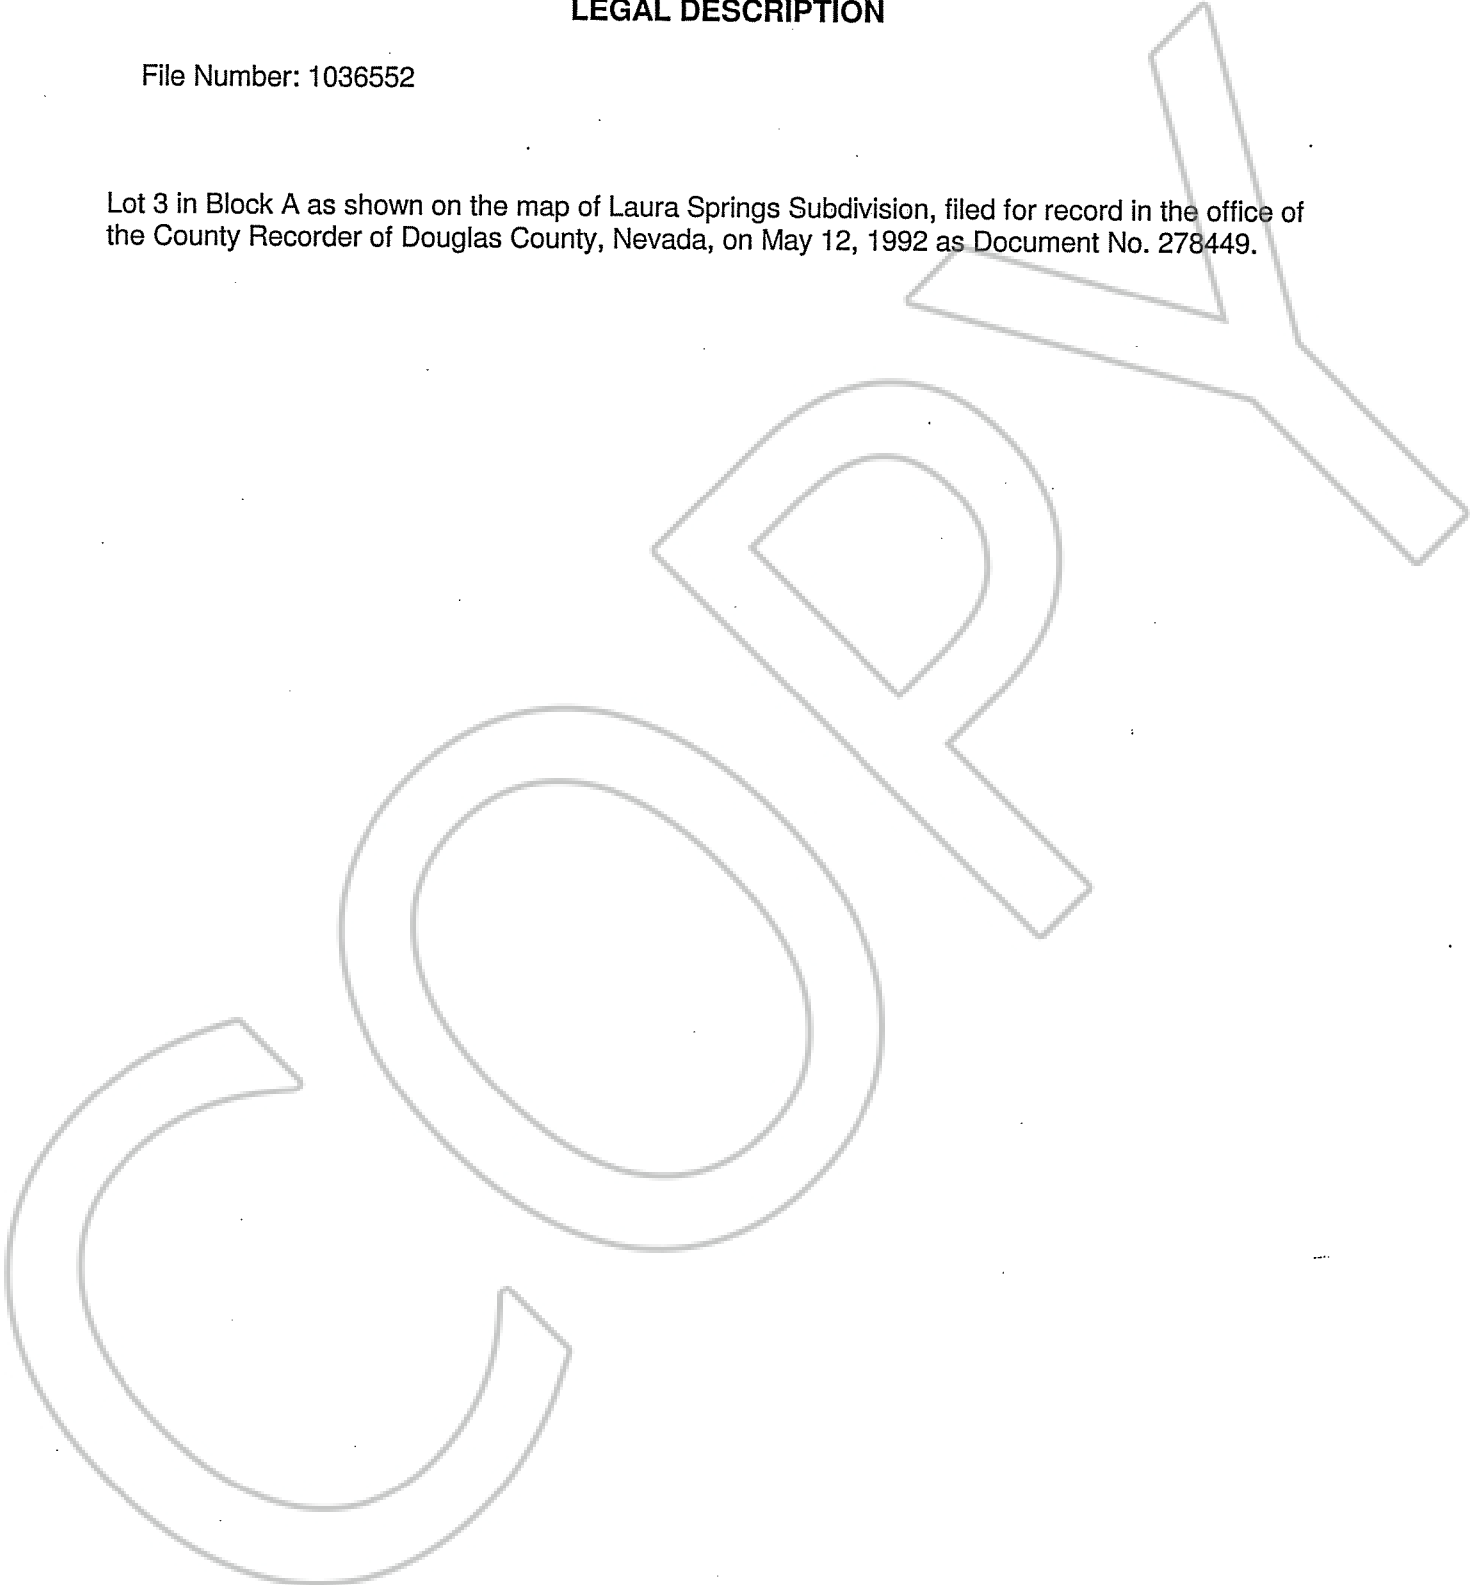 LEGAL DESCRIPTION
File Number: 1036552
Lot 3 in Block A as shown on the map of Laura Springs Subdivision, filed for record in the office of
the County Recorder of Douglas County, Nevada, on May 12, 1992 as Document No. 278449.
COPY